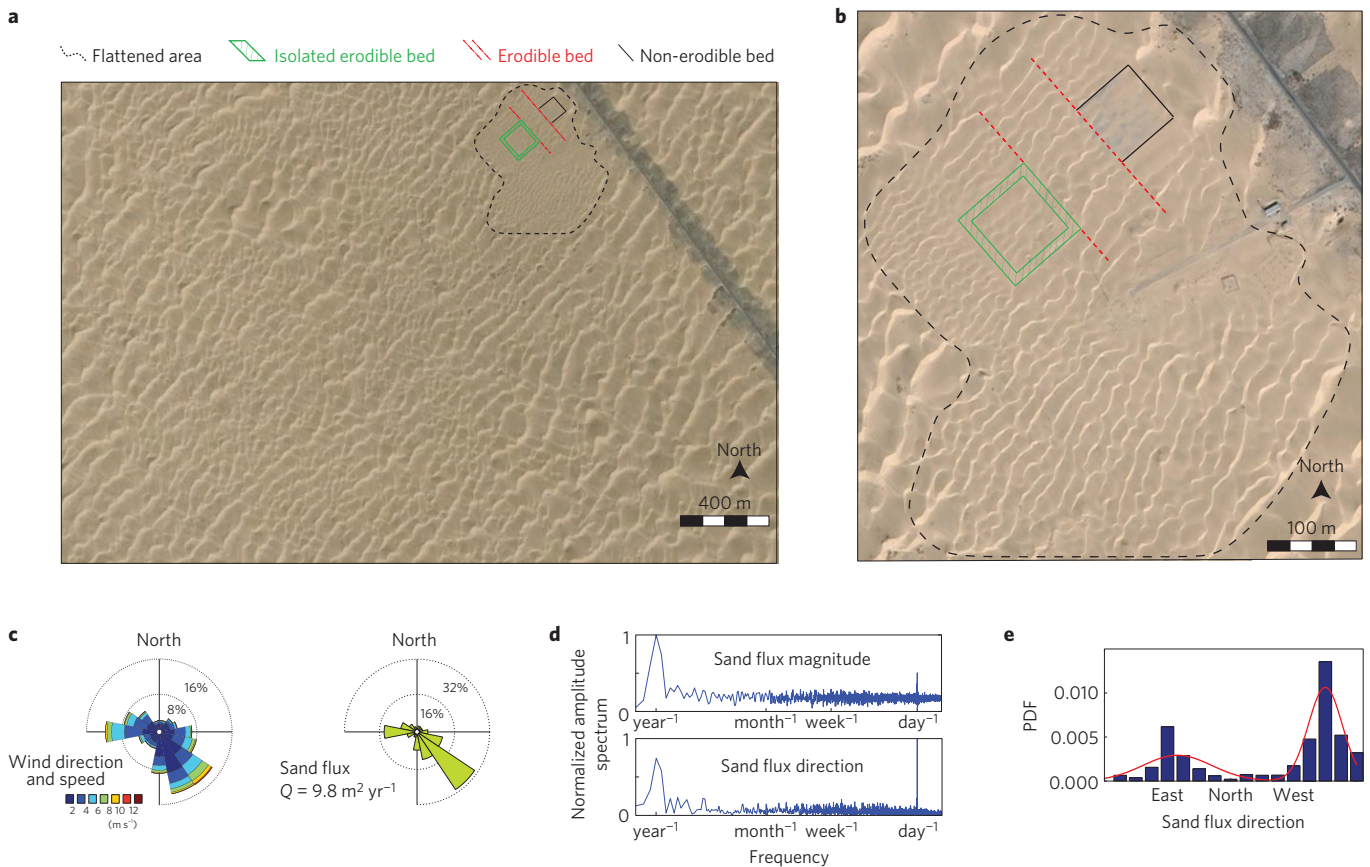 a
Flattened area
Isolated erodible bed
Erodible bed
Non-erodible bed
North
400 m
b
North
100 m
c
North
16%
8%
Wind direction
and speed
2 4 6 8 10 12
(m s⁻¹)
North
32%
16%
Sand flux
Q = 9.8 m² yr⁻¹
d
Normalized amplitude
spectrum
1
Sand flux magnitude
0
year⁻¹ month⁻¹ week⁻¹ day⁻¹
1
Sand flux direction
0
year⁻¹ month⁻¹ week⁻¹ day⁻¹
Frequency
e
PDF
0.010
0.005
0.000
East North West
Sand flux direction